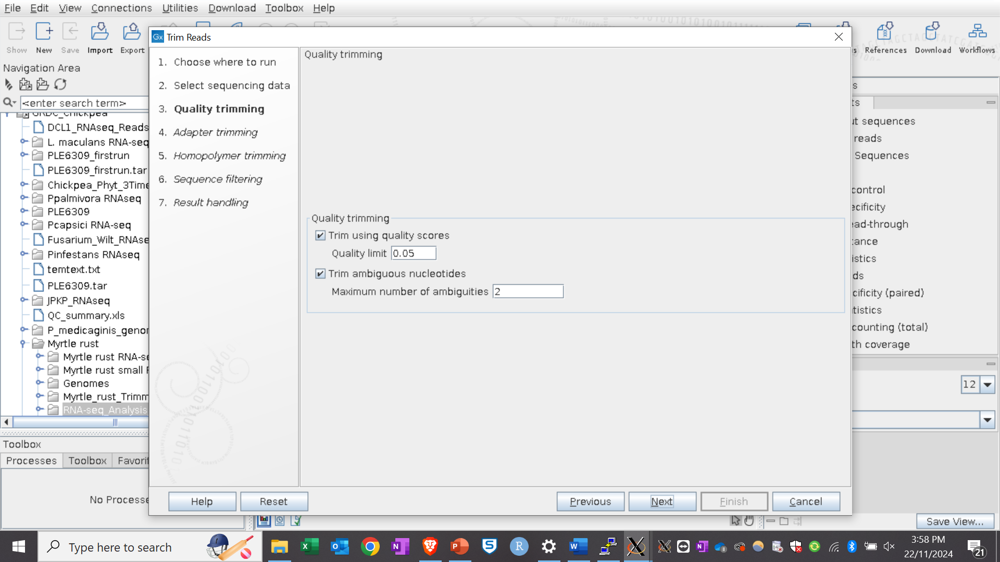 File Edit View Connections Utilities Download Toolbox Help
Show New Save Import Export
References Download Workflows
Gx Trim Reads
Navigation Area
<enter search term>
GRDC_Chickpea
DCL1_RNAseq_Reads
L. maculans RNA-seq
PLE6309_firstrun
PLE6309_firstrun.tar
Chickpea_Phyt_3Time
Ppalmivora RNAseq
PLE6309
Pcapsici RNA-seq
Fusarium_Wilt_RNAse
Pinfestans RNAseq
temtext.txt
PLE6309.tar
JPKP_RNAseq
QC_summary.xls
P_medicaginis_genor
Myrtle rust
Myrtle rust RNA-se
Myrtle rust small
Genomes
Myrtle_rust_Trimm
RNA-seq_Analysis
Toolbox
Processes Toolbox Favorit
No Processe
1. Choose where to run
2. Select sequencing data
3. Quality trimming
4. Adapter trimming
5. Homopolymer trimming
6. Sequence filtering
7. Result handling
Quality trimming
Quality trimming
Trim using quality scores
Quality limit 0.05
Trim ambiguous nucleotides
Maximum number of ambiguities 2
Help Reset Previous Next Finish Cancel
s
ts
ut sequences
reads
Sequences
control
ecificity
ead-through
tance
istics
ds
cificity (paired)
tistics
counting (total)
th coverage
12
Save View...
Type here to search
3:58 PM
22/11/2024
21